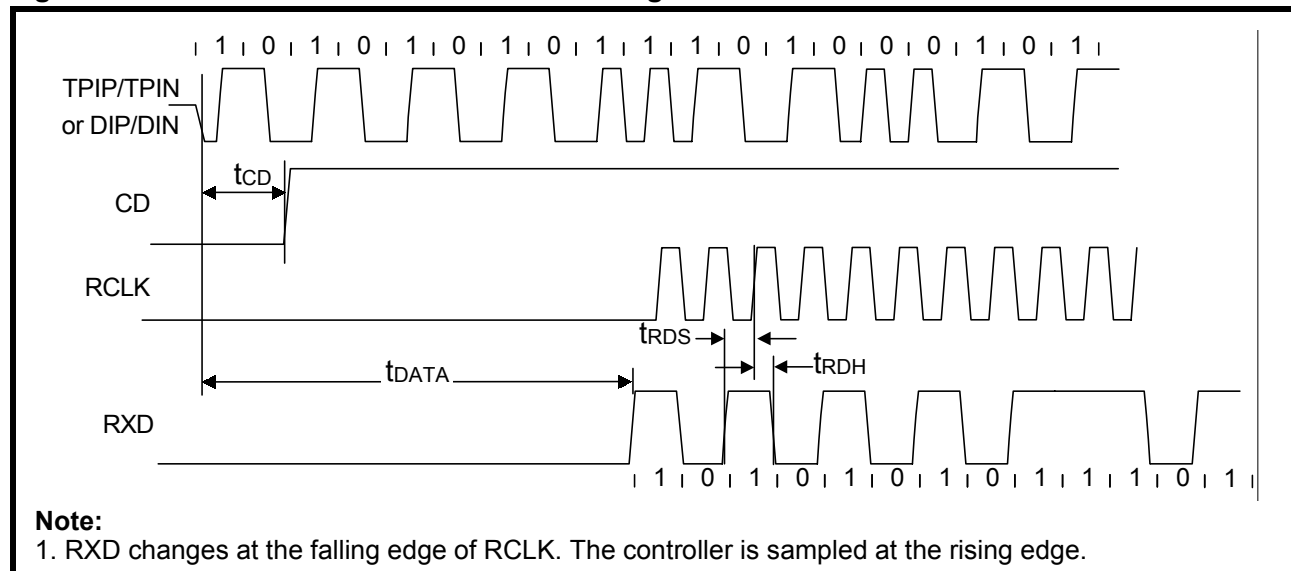 1 0 1 0 1 0 1 0 1 1 1 0 1 0 0 0 1 0 1
TPIP/TPIN
or DIP/DIN
tCD
CD
RCLK
tRDS
tRDH
tDATA
RXD
1 0 1 0 1 0 1 0 1 1 1 0 1
Note:
1. RXD changes at the falling edge of RCLK. The controller is sampled at the rising edge.